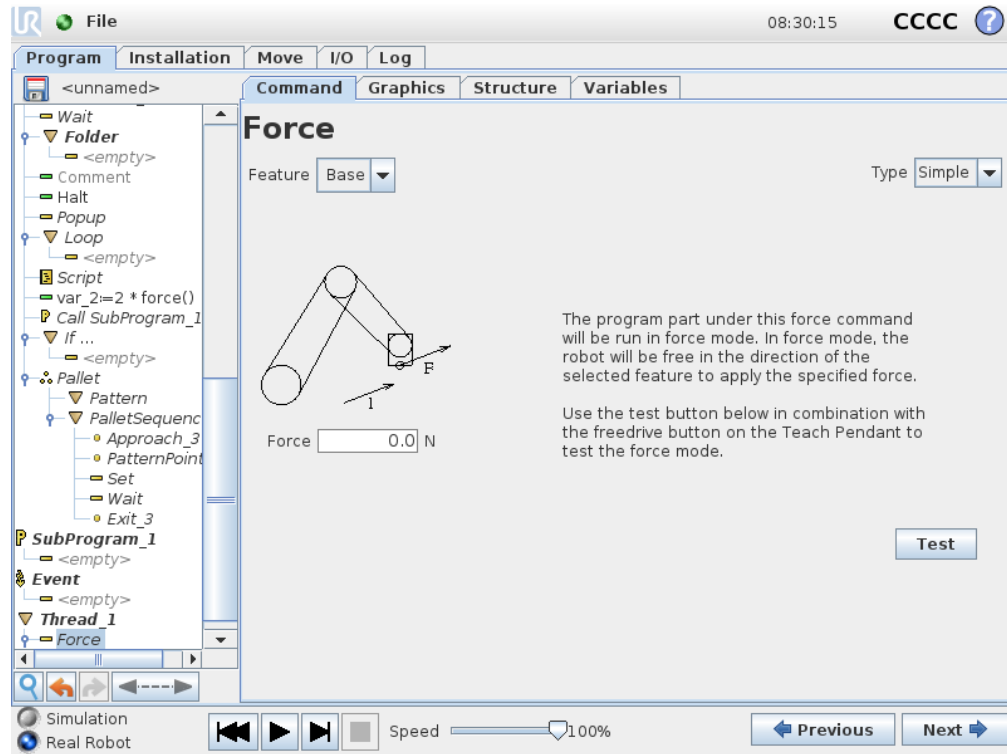 UR File 08:30:15 CCCC ?
Program Installation Move I/O Log
<unnamed> Command Graphics Structure Variables
Wait
Folder
<empty>
Comment
Halt
Popup
Loop
<empty>
Script
var_2:=2 * force()
Call SubProgram_1
If ...
<empty>
Pallet
Pattern
PalletSequenc
Approach_3
PatternPoint
Set
Wait
Exit_3
P SubProgram_1
<empty>
Event
<empty>
Thread_1
Force
Force
Feature Base Type Simple
F
1
Force 0.0 N
The program part under this force command
will be run in force mode. In force mode, the
robot will be free in the direction of the
selected feature to apply the specified force.
Use the test button below in combination with
the freedrive button on the Teach Pendant to
test the force mode.
Test
Simulation
Real Robot
Speed 100%
Previous Next